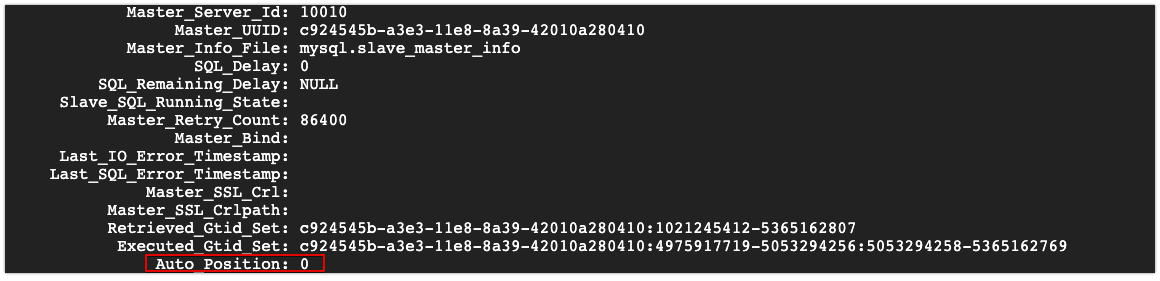 Master_Server_Id: 10010
Master_UUID: c924545b-a3e3-11e8-8a39-42010a280410
Master_Info_File: mysql.slave_master_info
SQL_Delay: 0
SQL_Remaining_Delay: NULL
Slave_SQL_Running_State:
Master_Retry_Count: 86400
Master_Bind:
Last_IO_Error_Timestamp:
Last_SQL_Error_Timestamp:
Master_SSL_Crl:
Master_SSL_Crlpath:
Retrieved_Gtid_Set: c924545b-a3e3-11e8-8a39-42010a280410:1021245412-5365162807
Executed_Gtid_Set: c924545b-a3e3-11e8-8a39-42010a280410:4975917719-5053294256:5053294258-5365162769
Auto_Position: 0